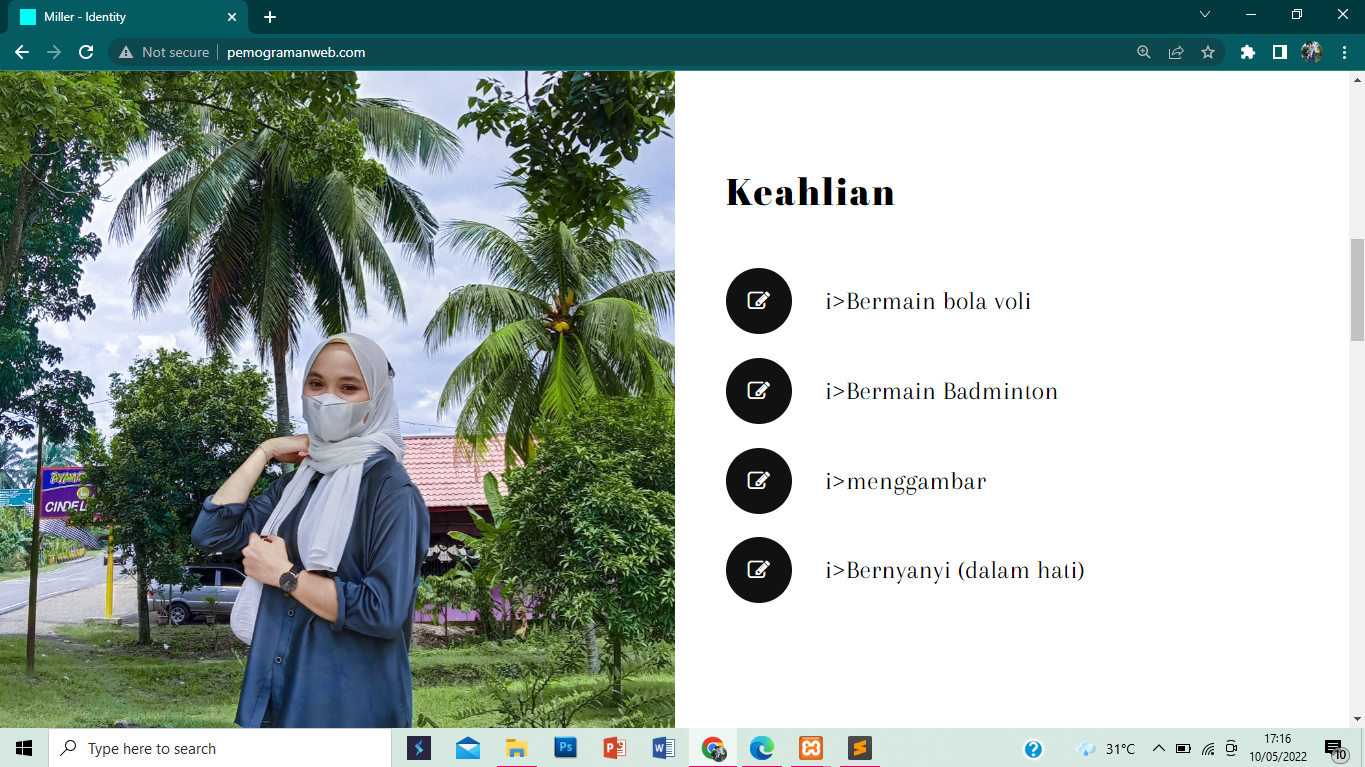 Miller - Identity
Not secure
pemogramanweb.com
Keahlian
i>Bermain bola voli
i>Bermain Badminton
i>menggambar
i>Bernyanyi (dalam hati)
CINDEL
Type here to search
Ps
31°C
17:16
10/05/2022
10